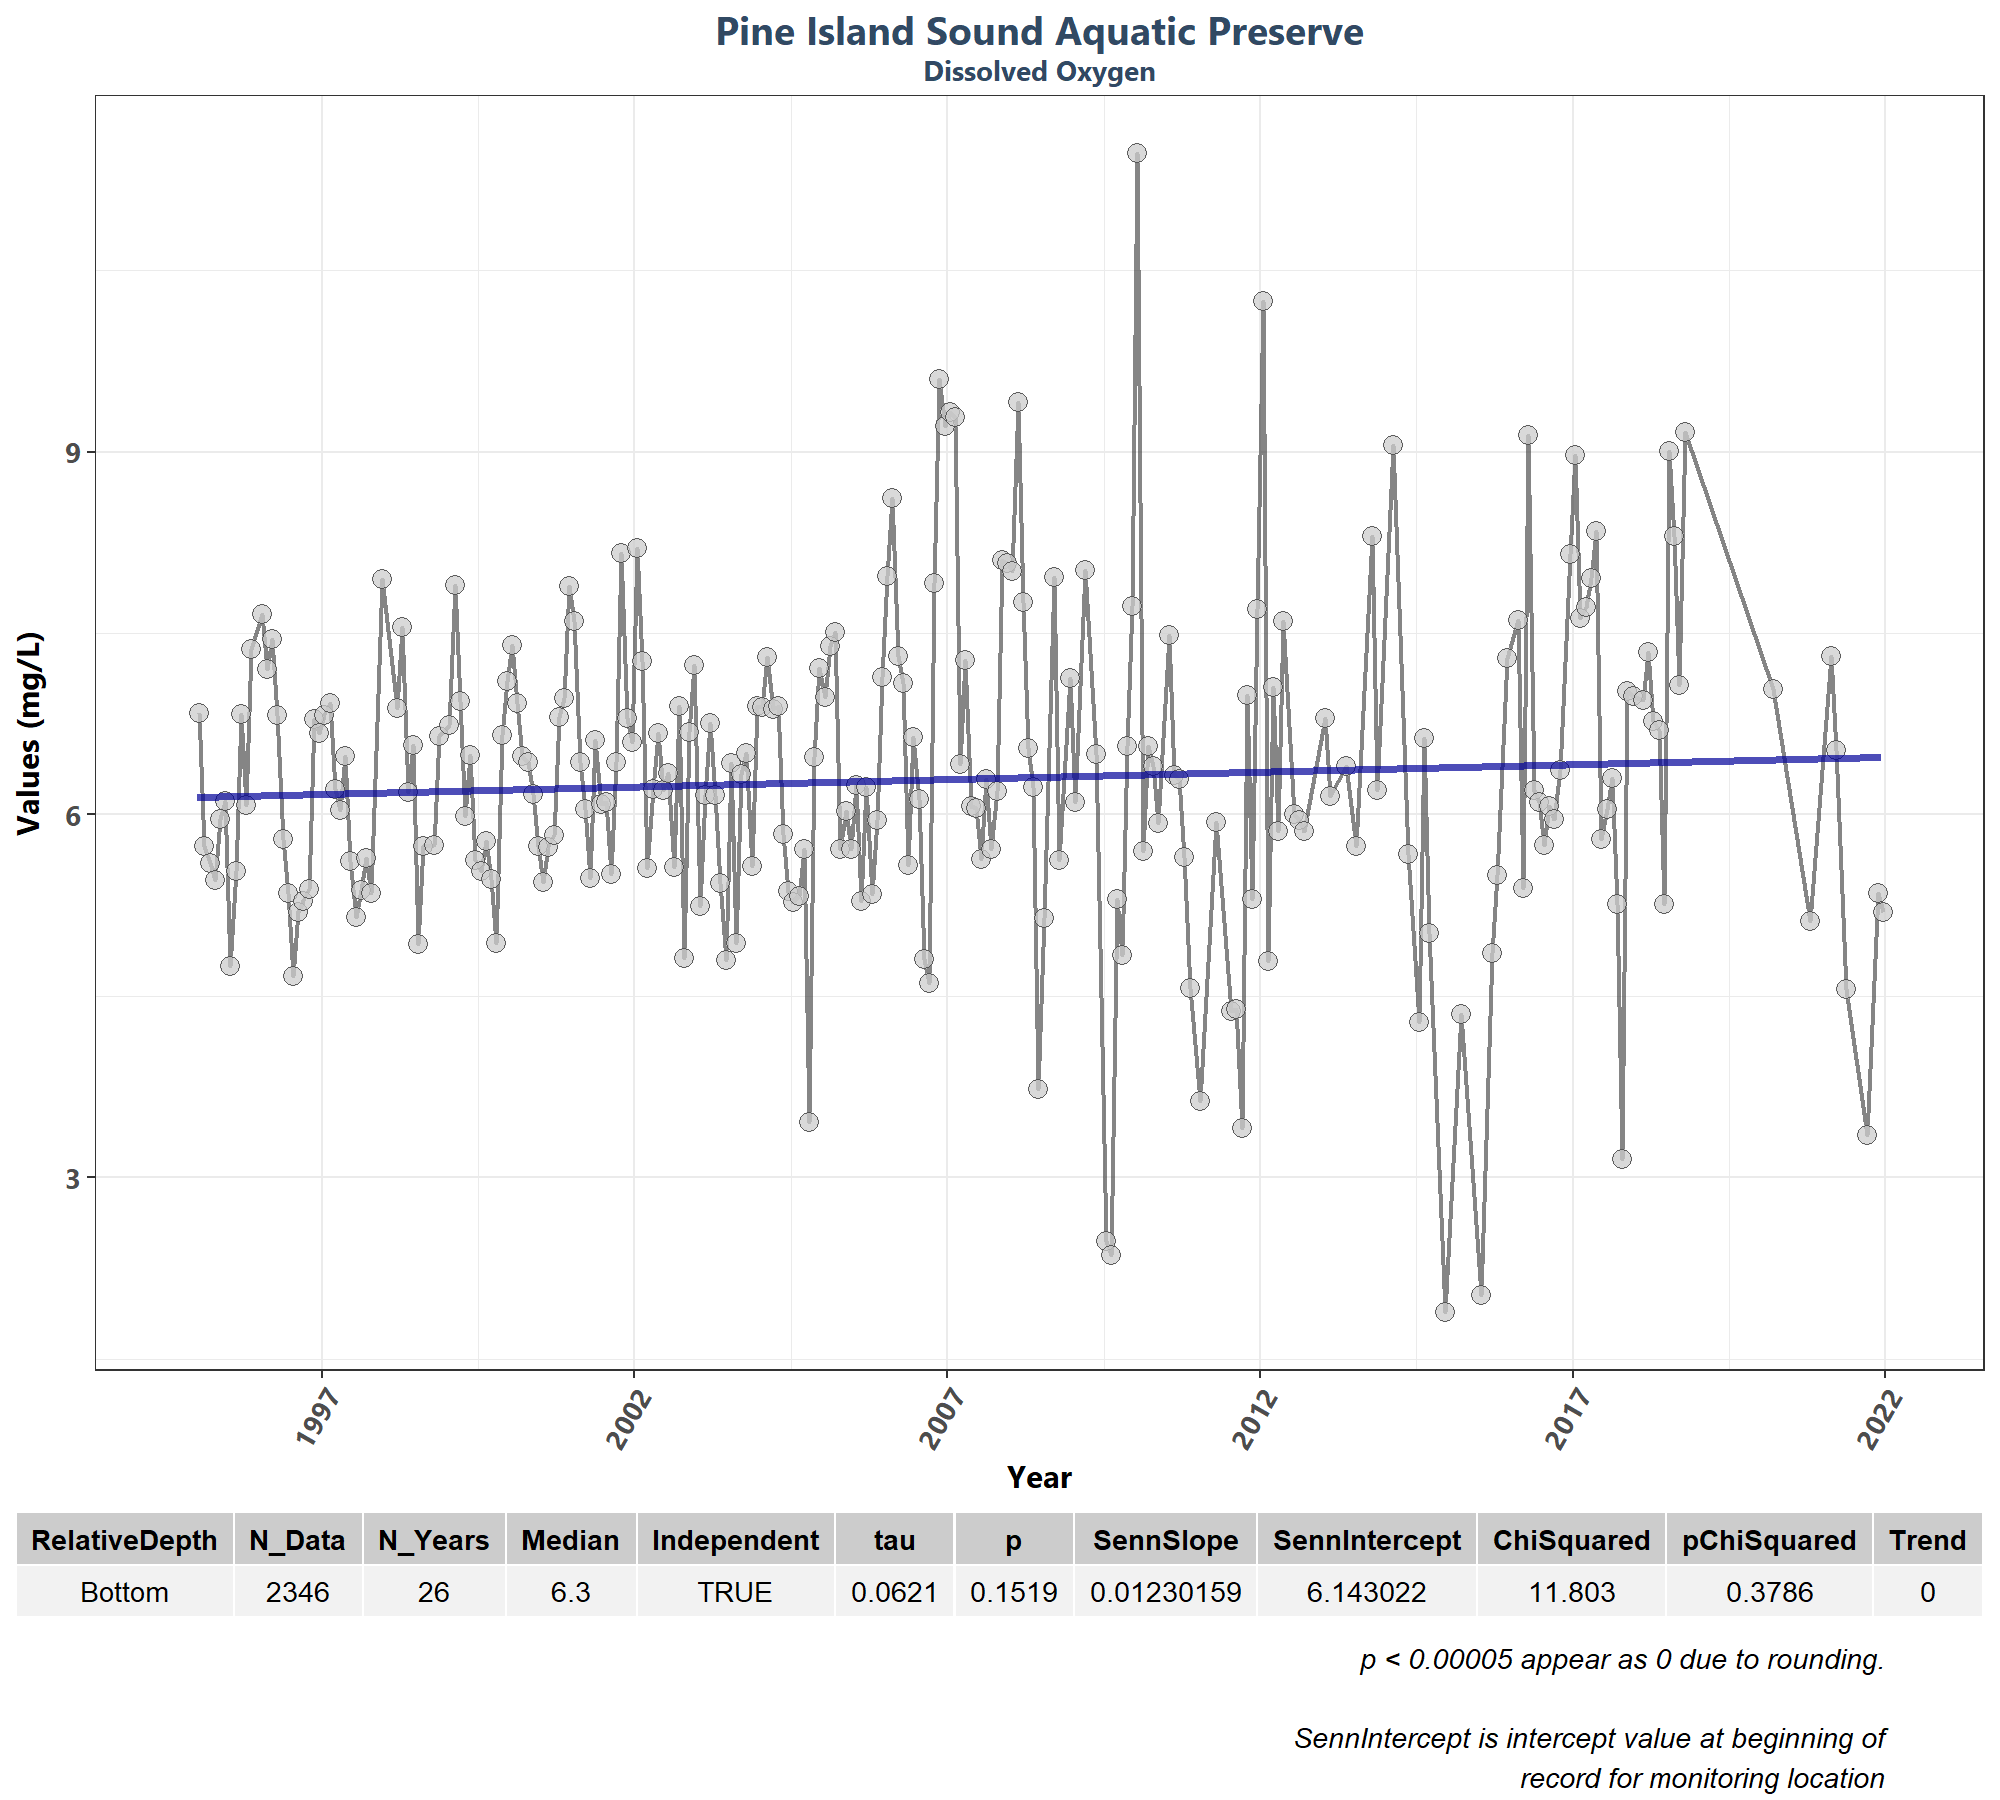 Pine Island Sound Aquatic Preserve
Dissolved Oxygen
Values (mg/L)
9
6
3
1997 2002 2007 2012 2017 2022
Year
RelativeDepth N_Data N_Years Median Independent tau p SennSlope SennIntercept ChiSquared pChiSquared Trend
Bottom 2346 26 6.3 TRUE 0.0621 0.1519 0.01230159 6.143022 11.803 0.3786 0
p < 0.00005 appear as 0 due to rounding.
SennIntercept is intercept value at beginning of
record for monitoring location